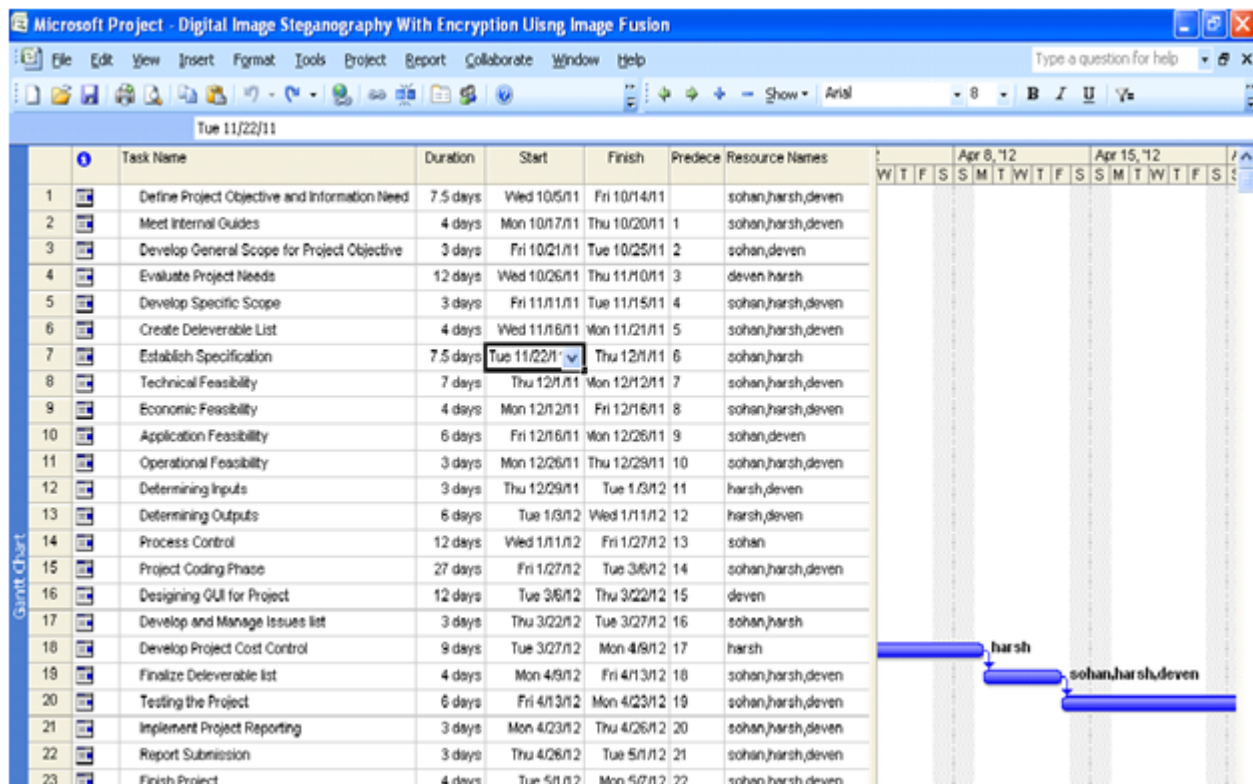 Microsoft Project - Digital Image Steganography With Encryption UIsng Image Fusion
File Edit View Insert Format Tools Project Report Collaborate Window Help Type a question for help
Show Arial 8 B I U
Tue 11/22/11
Task Name Duration Start Finish Predece Resource Names Apr 8, '12 Apr 15, '12
W T F S S M T W T F S S M T W T F S
1 Define Project Objective and Information Need 7.5 days Wed 10/5/11 Fri 10/14/11 sohan,harsh,deven
2 Meet Internal Guides 4 days Mon 10/17/11 Thu 10/20/11 1 sohan,harsh,deven
3 Develop General Scope for Project Objective 3 days Fri 10/21/11 Tue 10/25/11 2 sohan,deven
4 Evaluate Project Needs 12 days Wed 10/26/11 Thu 11/10/11 3 deven.harsh
5 Develop Specific Scope 3 days Fri 11/11/11 Tue 11/15/11 4 sohan,harsh,deven
6 Create Deleverable List 4 days Wed 11/16/11 Mon 11/21/11 5 sohan,harsh,deven
7 Establish Specification 7.5 days Tue 11/22/1 Thu 12/1/11 6 sohan,harsh
8 Technical Feasibility 7 days Thu 12/1/11 Mon 12/12/11 7 sohan,harsh,deven
9 Economic Feasibility 4 days Mon 12/12/11 Fri 12/16/11 8 sohan,harsh,deven
10 Application Feasibility 6 days Fri 12/16/11 Mon 12/26/11 9 sohan,deven
11 Operational Feasibility 3 days Mon 12/26/11 Thu 12/29/11 10 sohan,harsh,deven
12 Determining Inputs 3 days Thu 12/29/11 Tue 1/3/12 11 harsh,deven
13 Determining Outputs 6 days Tue 1/3/12 Wed 1/11/12 12 harsh,deven
14 Process Control 12 days Wed 1/11/12 Fri 1/27/12 13 sohan
15 Project Coding Phase 27 days Fri 1/27/12 Tue 3/6/12 14 sohan,harsh,deven
16 Desigining GUI for Project 12 days Tue 3/6/12 Thu 3/22/12 15 deven
17 Develop and Manage Issues list 3 days Thu 3/22/12 Tue 3/27/12 16 sohan,harsh
18 Develop Project Cost Control 9 days Tue 3/27/12 Mon 4/9/12 17 harsh harsh
19 Finalize Deleverable list 4 days Mon 4/9/12 Fri 4/13/12 18 sohan,harsh,deven sohan,harsh,deven
20 Testing the Project 6 days Fri 4/13/12 Mon 4/23/12 19 sohan,harsh,deven
21 Implement Project Reporting 3 days Mon 4/23/12 Thu 4/26/12 20 sohan,harsh,deven
22 Report Submission 3 days Thu 4/26/12 Tue 5/1/12 21 sohan,harsh,deven
23 Finish Project 4 days Tue 5/1/12 Mon 5/7/12 22 sohan,harsh,deven
Gantt Chart